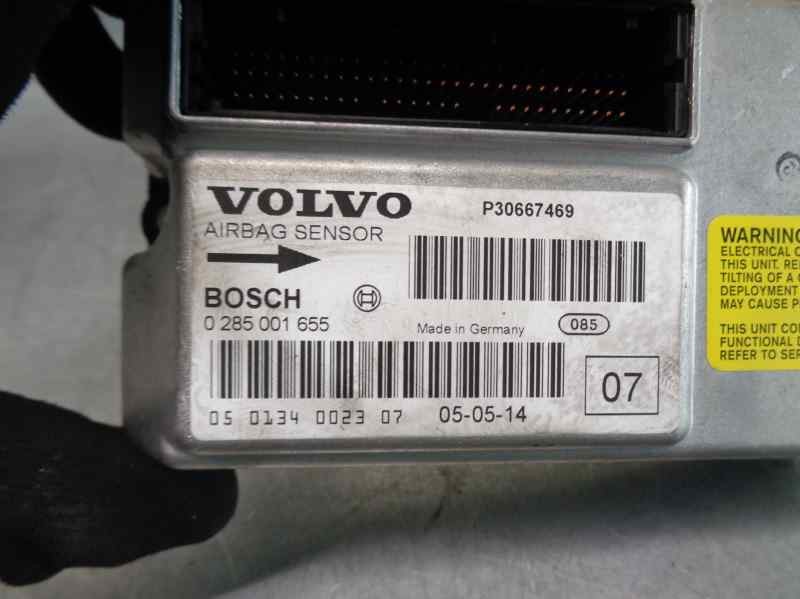 VOLVO
P30667469
AIRBAG SENSOR
BOSCH
0 285 001 655
Made in Germany
085
05 0134 0023 07
05-05-14
07
WARNING
ELECTRICAL
THIS UNIT.
TILTING OF A
DEPLOYMENT
MAY CAUSE
THIS UNIT
FUNCTIONAL
REFER TO